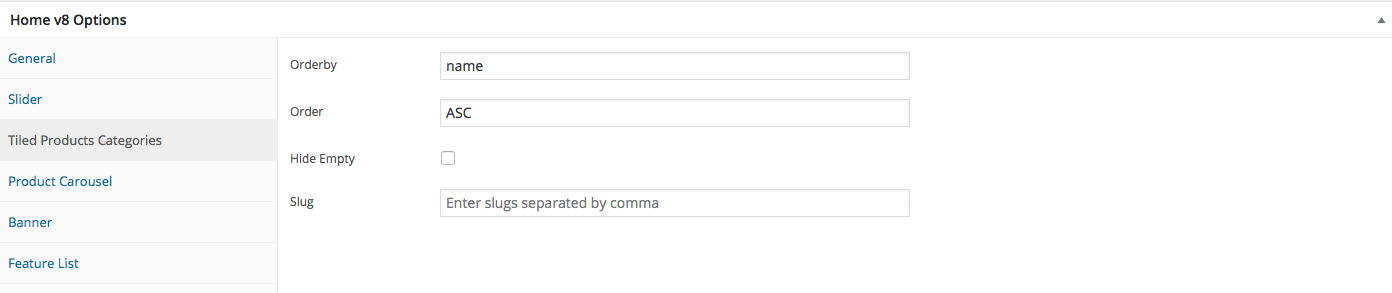 Home v8 Options
General
Slider
Tiled Products Categories
Product Carousel
Banner
Feature List
Orderby
name
Order
ASC
Hide Empty
Slug
Enter slugs separated by comma